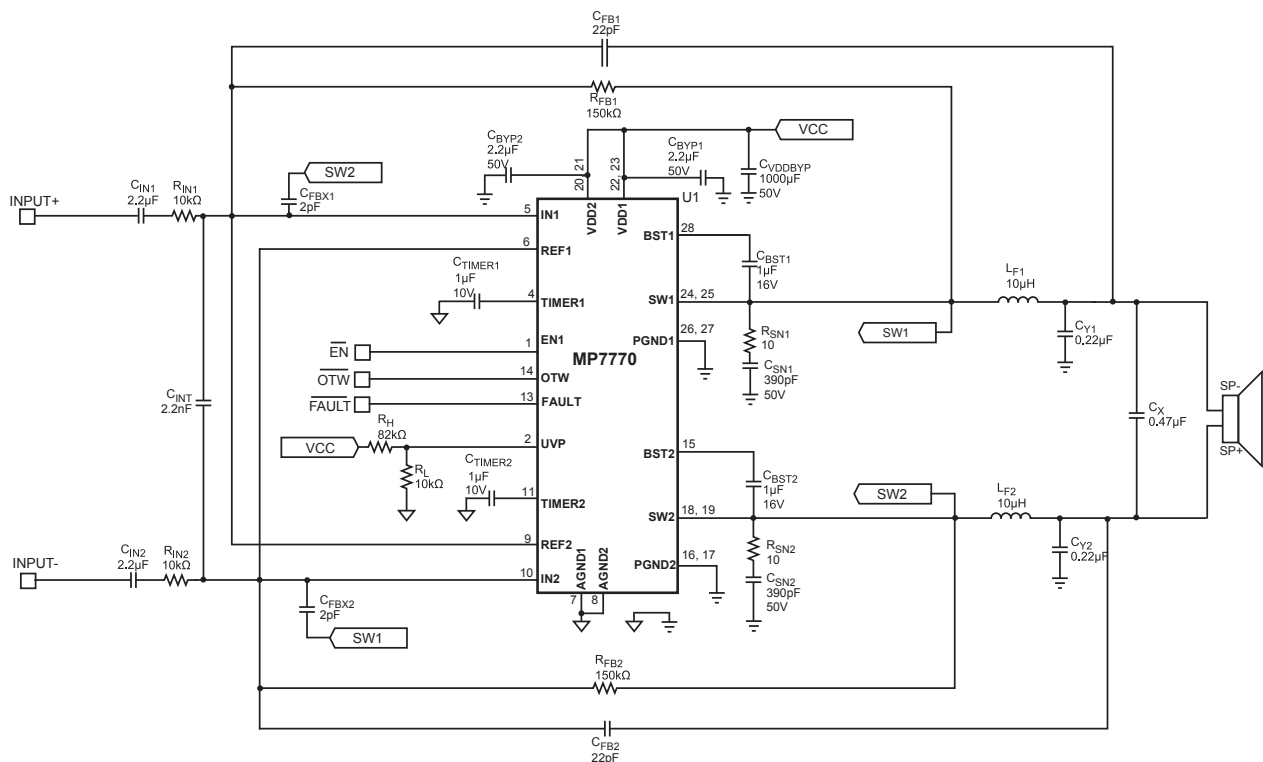 CFB1
22pF
RFB1
150kΩ
VCC
CBYP2
2.2µF
50V
CBYP1
2.2µF
50V
CVDDBYP
1000µF
50V
20, 21
22, 23
U1
SW2
CIN1
2.2µF
RIN1
10kΩ
CFBX1
2pF
INPUT+
5
IN1
VDD2
VDD1
6
REF1
BST1
28
CBST1
1µF
16V
CTIMER1
1µF
10V
4
TIMER1
SW1
24, 25
LF1
10µH
EN
EN1
1
PGND1
26, 27
RSN1
10
SW1
CY1
0.22µF
MP7770
OTW
14
OTW
CSN1
390pF
50V
FAULT
13
FAULT
CINT
2.2nF
SP-
CX
0.47µF
SP+
RH
82kΩ
VCC
2
UVP
BST2
15
RL
10kΩ
CTIMER2
1µF
10V
CBST2
1µF
16V
SW2
11
TIMER2
SW2
18, 19
LF2
10µH
9
REF2
RSN2
10
CY2
0.22µF
INPUT-
CIN2
2.2µF
RIN2
10kΩ
10
IN2
AGND1
AGND2
PGND2
16, 17
CSN2
390pF
50V
7
8
CFBX2
2pF
SW1
RFB2
150kΩ
CFB2
22pF